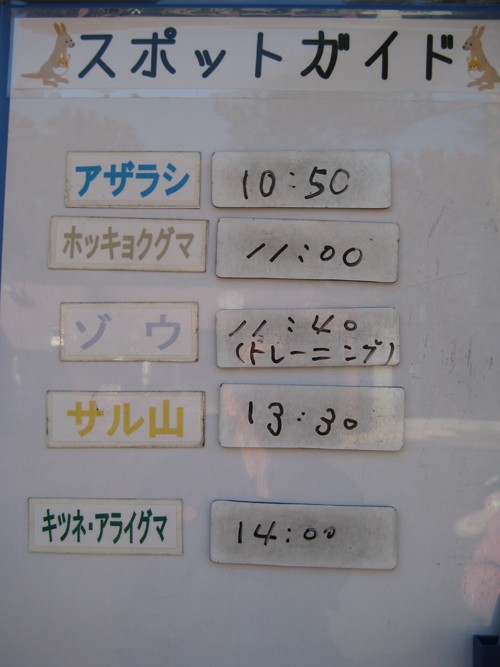 スポットガイド
アザラシ 10:50
ホッキョクグマ 11:00
ゾウ 11:40
(トレーニング)
サル山 13:30
キツネ・アライグマ 14:00